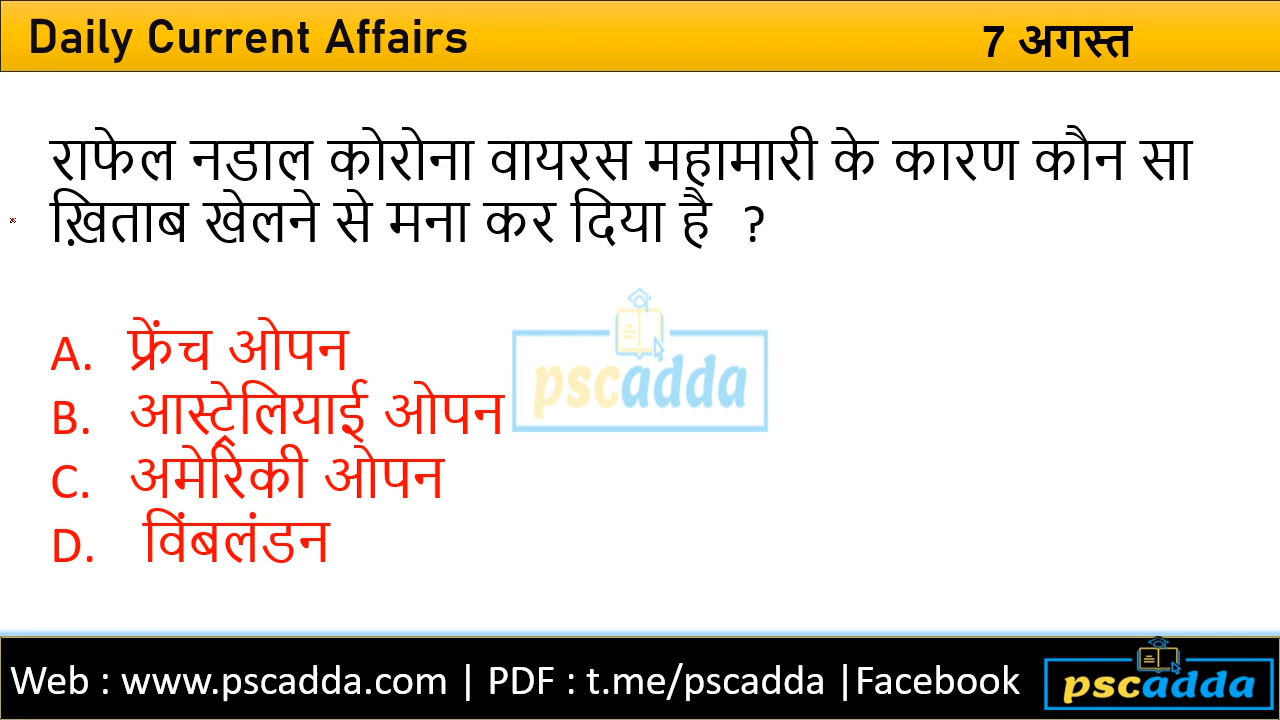 Daily Current Affairs
7 अगस्त
राफेल नडाल कोरोना वायरस महामारी के कारण कौन सा
ख़िताब खेलने से मना कर दिया है ?
A. फ्रेंच ओपन
B. आस्ट्रेलियाई ओपन
C. अमेरिकी ओपन
D. विंबलंडन
pscadda
Web : www.pscadda.com | PDF : t.me/pscadda |Facebook
pscadda